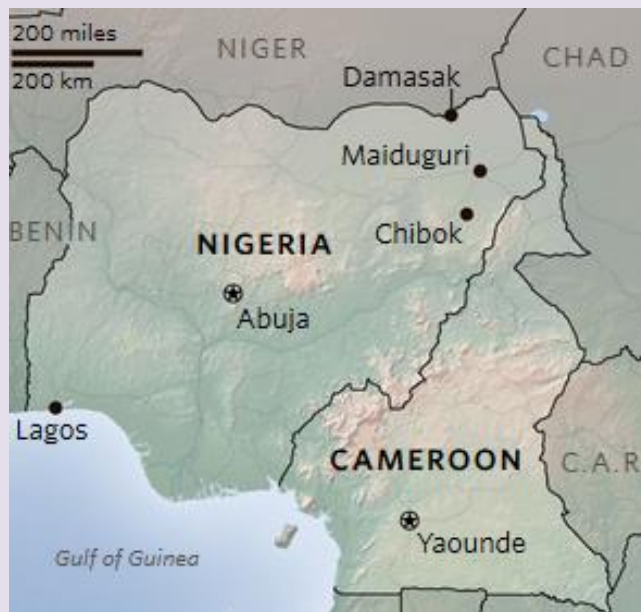 200 miles
200 km
NIGER
CHAD
Damasak
Maiduguri
Chibok
BENIN
NIGERIA
Abuja
Lagos
CAMEROON
C.A.R
Yaounde
Gulf of Guinea